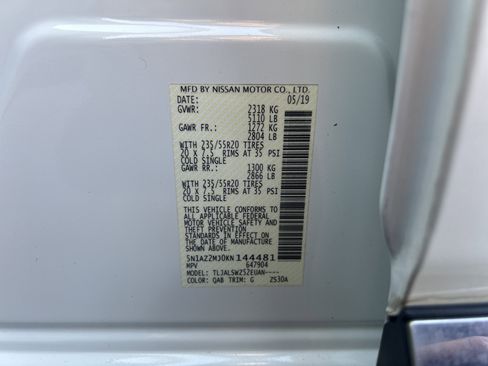 MFD BY NISSAN MOTOR CO., LTD.
DATE: 05/19
GVWR: 2318 KG
5110 LB
GAWR FR.: 1272 KG
2804 LB
WITH 235/55R20 TIRES
20 x 7.5 RIMS AT 35 PSI
COLD SINGLE
GAWR RR.: 1300 KG
2866 LB
WITH 235/55R20 TIRES
20 x 7.5 RIMS AT 35 PSI
COLD SINGLE
THIS VEHICLE CONFORMS TO
ALL APPLICABLE FEDERAL
MOTOR VEHICLE SAFETY AND
THEFT PREVENTION
STANDARDS IN EFFECT ON
THE DATE OF MANUFACTURE
SHOWN ABOVE.
5N1AZ2MJ0KN144481
MPV 647904
MODEL: TLJALSWZ52EUAN----
COLOR: QAB TRIM: G ZS30A